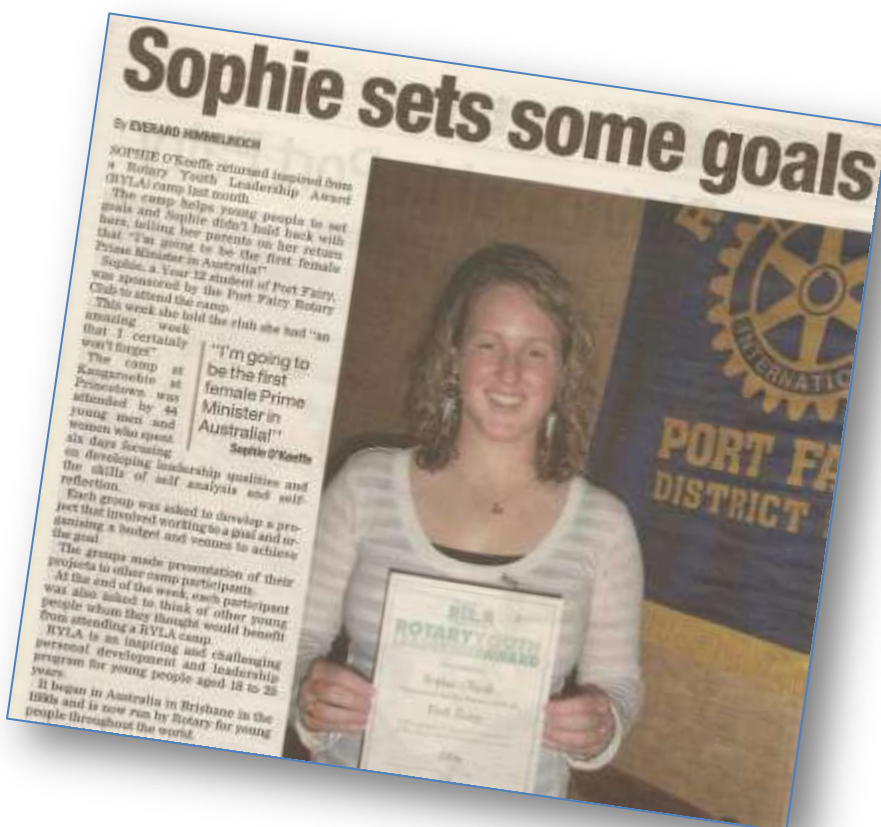 Sophie sets some goals
By EVERARD HIMMELREICH
SOPHIE O'Keeffe returned inspired from
a Rotary Youth Leadership Award
(RYLA) camp last month.
The camp helps young people to set
goals and Sophie didn't hold back with
hers, telling her parents on her return
that "I'm going to be the first female
Prime Minister in Australia!"
Sophie, a Year 12 student of Port Fairy,
was sponsored by the Port Fairy Rotary
Club to attend the camp.
This week she told the club she had "an
amazing week
that I certainly
won't forget"
The camp at
Kangaroobie at
Princetown was
attended by 44
young men and
women who spent
six days focusing
on developing leadership qualities and
the skills of self analysis and self-
reflection.
Each group was asked to develop a pro-
ject that involved working to a goal and or-
ganising a budget and venues to achieve
the goal.
The groups made presentation of their
projects to other camp participants.
At the end of the week, each participant
was also asked to think of other young
people whom they thought would benefit
from attending a RYLA camp.
RYLA is an inspiring and challenging
personal development and leadership
program for young people aged 18 to 25
years.
It began in Australia in Brisbane in the
and is now run by Rotary for young
people throughout the world.
"I'm going to
be the first
female Prime
Minister in
Australia!"
Sophie O'Keeffe
INTERNATIO
PORT FA
DISTRICT
ROTARY YOUTH
AWARD